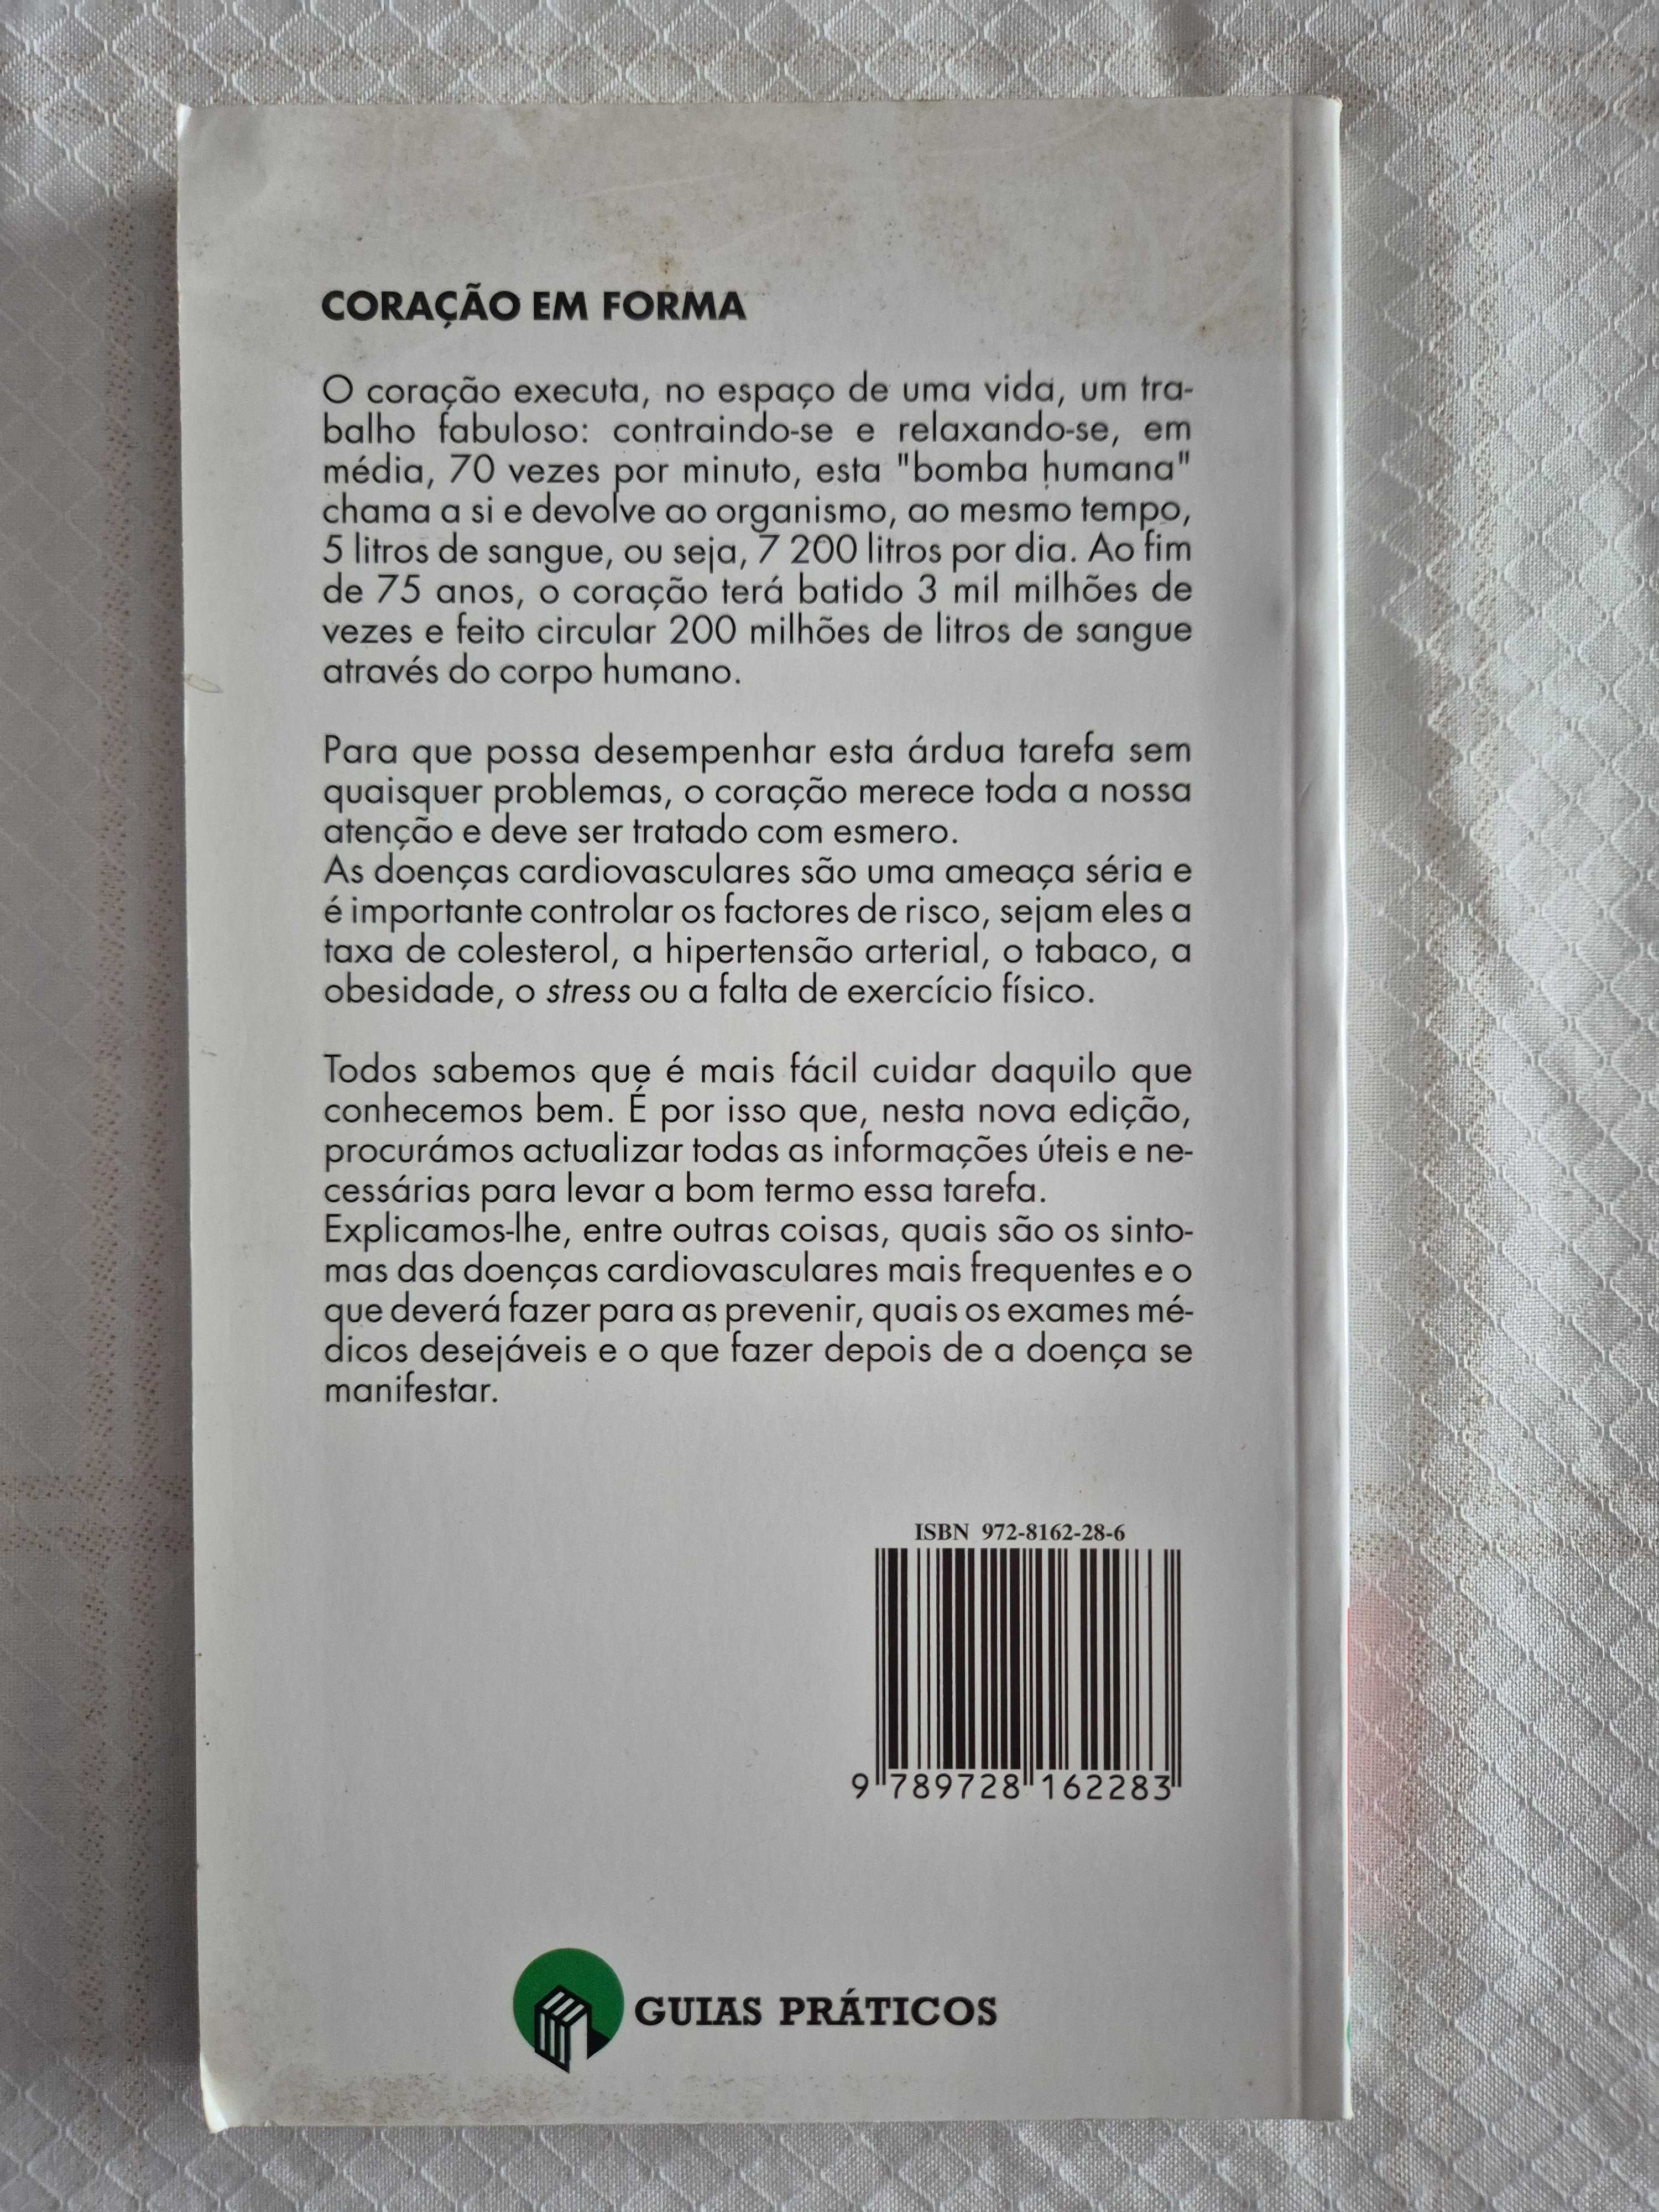 CORAÇÃO EM FORMA
O coração executa, no espaço de uma vida, um tra-
balho fabuloso: contraindo-se e relaxando-se, em
média, 70 vezes por minuto, esta "bomba humana"
chama a si e devolve ao organismo, ao mesmo tempo,
5 litros de sangue, ou seja, 7 200 litros por dia. Ao fim
de 75 anos, o coração terá batido 3 mil milhões de
vezes e feito circular 200 milhões de litros de sangue
através do corpo humano.
Para que possa desempenhar esta árdua tarefa sem
quaisquer problemas, o coração merece toda a nossa
atenção e deve ser tratado com esmero.
As doenças cardiovasculares são uma ameaça séria e
é importante controlar os factores de risco, sejam eles a
taxa de colesterol, a hipertensão arterial, o tabaco, a
obesidade, o stress ou a falta de exercício físico.
Todos sabemos que é mais fácil cuidar daquilo que
conhecemos bem. É por isso que, nesta nova edição,
procurámos actualizar todas as informações úteis e ne-
cessárias para levar a bom termo essa tarefa.
Explicamos-lhe, entre outras coisas, quais são os sinto-
mas das doenças cardiovasculares mais frequentes e o
que deverá fazer para as prevenir, quais os exames mé-
dicos desejáveis e o que fazer depois de a doença se
manifestar.
ISBN 972-8162-28-6
9 789728 162283
GUIAS PRÁTICOS